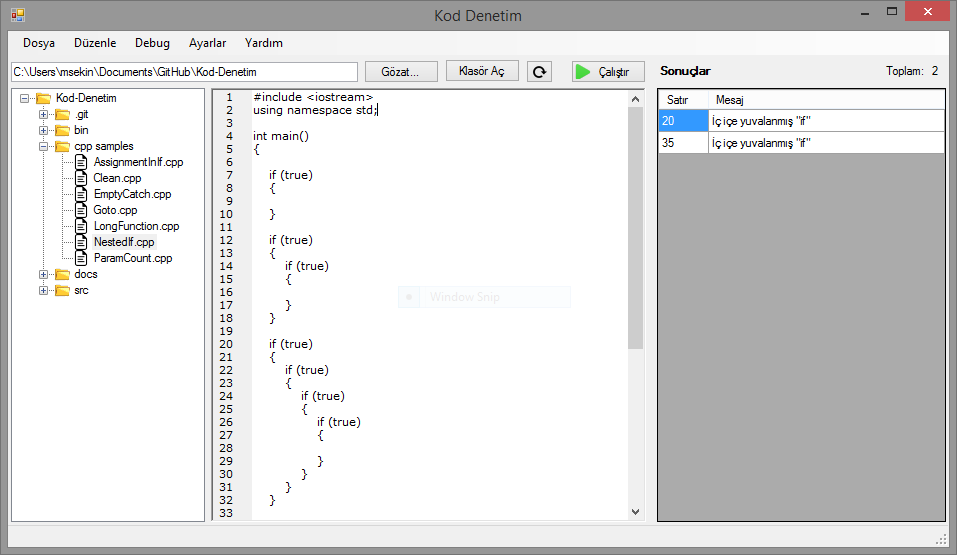 Kod Denetim
Dosya Düzenle Debug Ayarlar Yardım
C:\Users\msekin\Documents\GitHub\Kod-Denetim Gözat... Klasör Aç Çalıştır Sonuçlar Toplam: 2
Kod-Denetim
.git
bin
cpp samples
AssignmentInIf.cpp
Clean.cpp
EmptyCatch.cpp
Goto.cpp
LongFunction.cpp
NestedIf.cpp
ParamCount.cpp
docs
src
1 #include <iostream>
2 using namespace std;
3
4 int main()
5 {
6
7 if (true)
8 {
9
10 }
11
12 if (true)
13 {
14 if (true)
15 {
16
17 }
18 }
19
20 if (true)
21 {
22 if (true)
23 {
24 if (true)
25 {
26 if (true)
27 {
28
29 }
30 }
31 }
32 }
33
Window Snip
Satır Mesaj
20 İç içe yuvalanmış "if"
35 İç içe yuvalanmış "if"